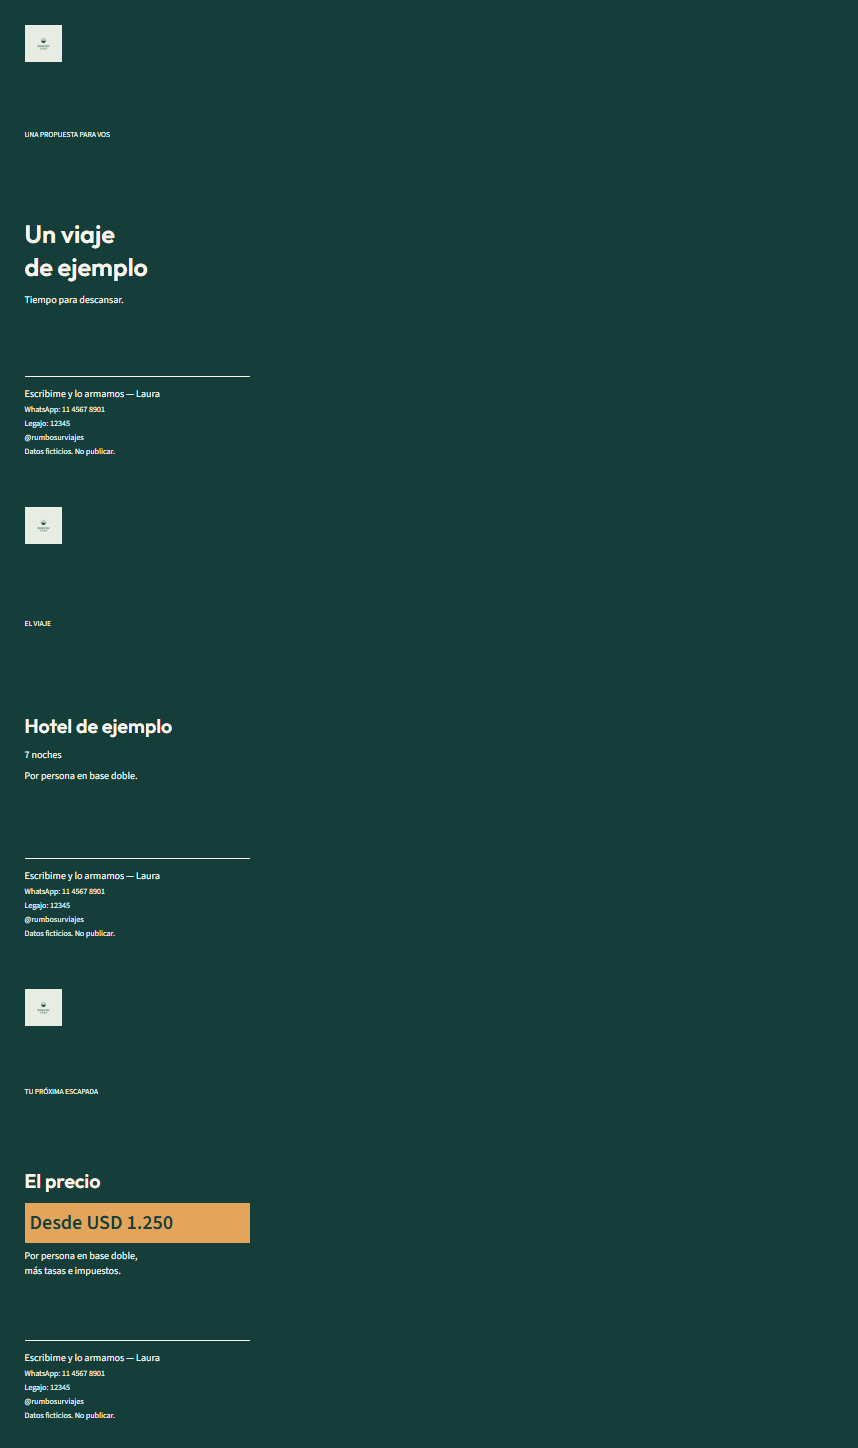 UNA PROPUESTA PARA VOS
Un viaje
de ejemplo
Tiempo para descansar.
Escribime y lo armamos — Laura
WhatsApp: 11 4567 8901
Legajo: 12345
@rumbosurviajes
Datos ficticios. No publicar.
EL VIAJE
Hotel de ejemplo
7 noches
Por persona en base doble.
Escribime y lo armamos — Laura
WhatsApp: 11 4567 8901
Legajo: 12345
@rumbosurviajes
Datos ficticios. No publicar.
TU PRÓXIMA ESCAPADA
El precio
Desde USD 1.250
Por persona en base doble,
más tasas e impuestos.
Escribime y lo armamos — Laura
WhatsApp: 11 4567 8901
Legajo: 12345
@rumbosurviajes
Datos ficticios. No publicar.